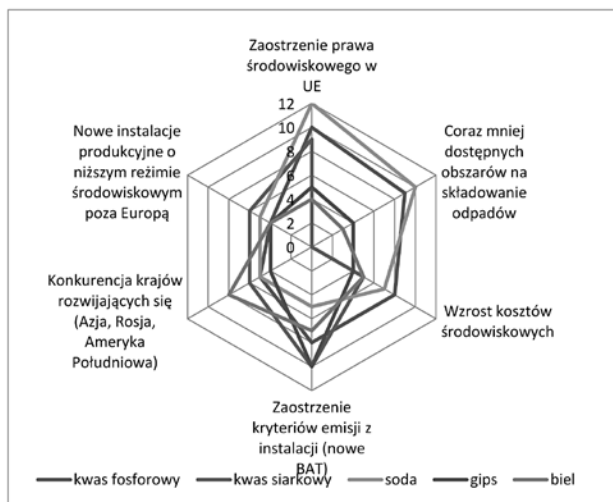 Zaostrzenie prawa
środowiskowego w
UE
12
10
8
6
4
2
0
Coraz mniej
dostępnych
obszarów na
składowanie
odpadów
Wzrost kosztów
środowiskowych
Zaostrzenie
kryteriów emisji z
instalacji (nowe
BAT)
Konkurencja krajów
rozwijających się
(Azja, Rosja,
Ameryka
Południowa)
Nowe instalacje
produkcyjne o
niższym reżimie
środowiskowym
poza Europą
kwas fosforowy kwas siarkowy soda gips biel